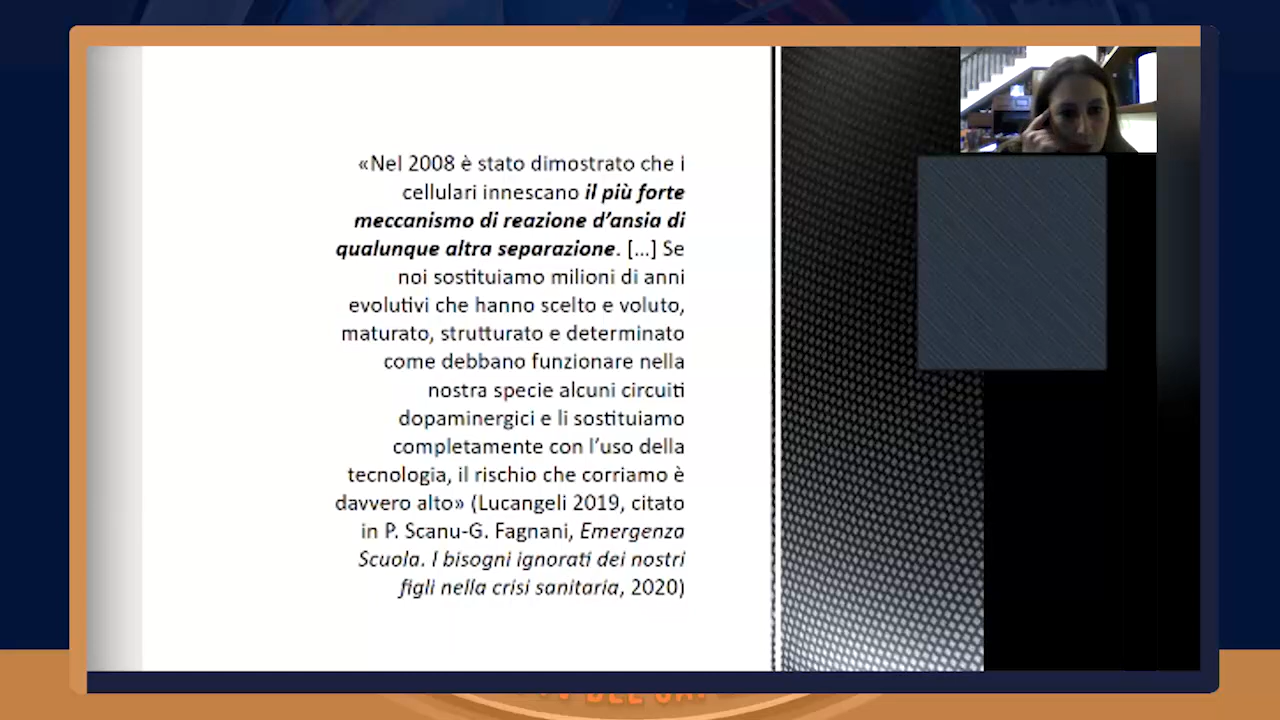 «Nel 2008 è stato dimostrato che i
cellulari innescano il più forte
meccanismo di reazione d’ansia di
qualunque altra separazione. [...] Se
noi sostituiamo milioni di anni
evolutivi che hanno scelto e voluto,
maturato, strutturato e determinato
come debbano funzionare nella
nostra specie alcuni circuiti
dopaminergici e li sostituiamo
completamente con l’uso della
tecnologia, il rischio che corriamo è
davvero alto» (Lucangeli 2019, citato
in P. Scanu-G. Fagnani, Emergenza
Scuola. I bisogni ignorati dei nostri
figli nella crisi sanitaria, 2020)